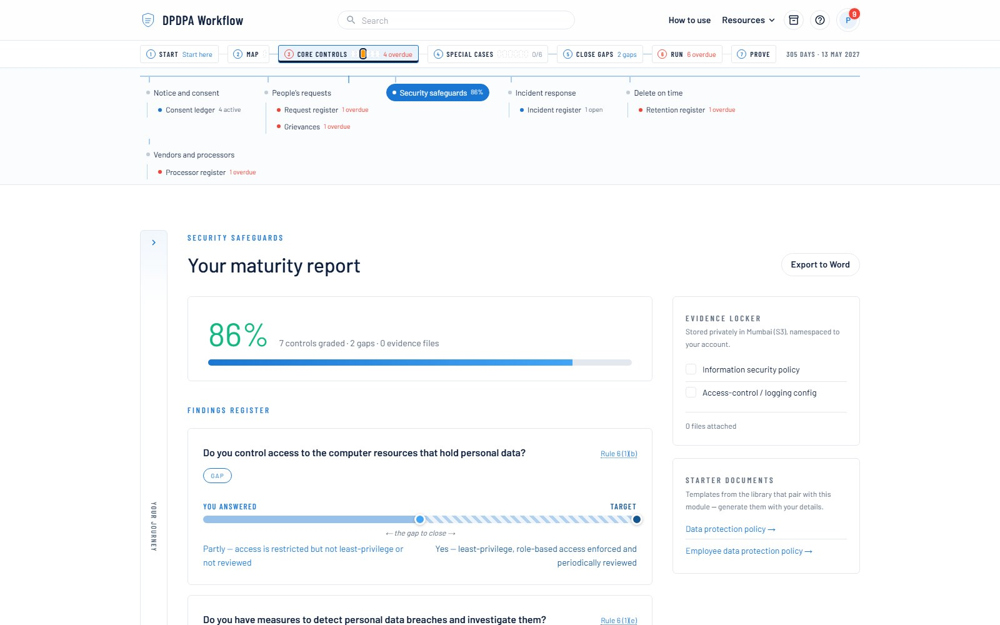 DPDPA Workflow
Search
How to use
Resources
P
9
1 START Start here
2 MAP
3 CORE CONTROLS 4 overdue
4 SPECIAL CASES 0/6
5 CLOSE GAPS 2 gaps
6 RUN 6 overdue
7 PROVE
305 DAYS · 13 MAY 2027
Notice and consent
Consent ledger 4 active
People's requests
Request register 1 overdue
Grievances 1 overdue
Security safeguards 86%
Incident response
Incident register 1 open
Delete on time
Retention register 1 overdue
Vendors and processors
Processor register 1 overdue
YOUR JOURNEY
SECURITY SAFEGUARDS
Your maturity report
Export to Word
86%
7 controls graded · 2 gaps · 0 evidence files
FINDINGS REGISTER
Do you control access to the computer resources that hold personal data?
Rule 6(1)(b)
GAP
YOU ANSWERED
TARGET
← the gap to close →
Partly — access is restricted but not least-privilege or
not reviewed
Yes — least-privilege, role-based access enforced and
periodically reviewed
Do you have measures to detect personal data breaches and investigate them?
Rule 6(1)(e)
EVIDENCE LOCKER
Stored privately in Mumbai (S3), namespaced to
your account.
Information security policy
Access-control / logging config
0 files attached
STARTER DOCUMENTS
Templates from the library that pair with this
module — generate them with your details.
Data protection policy →
Employee data protection policy →